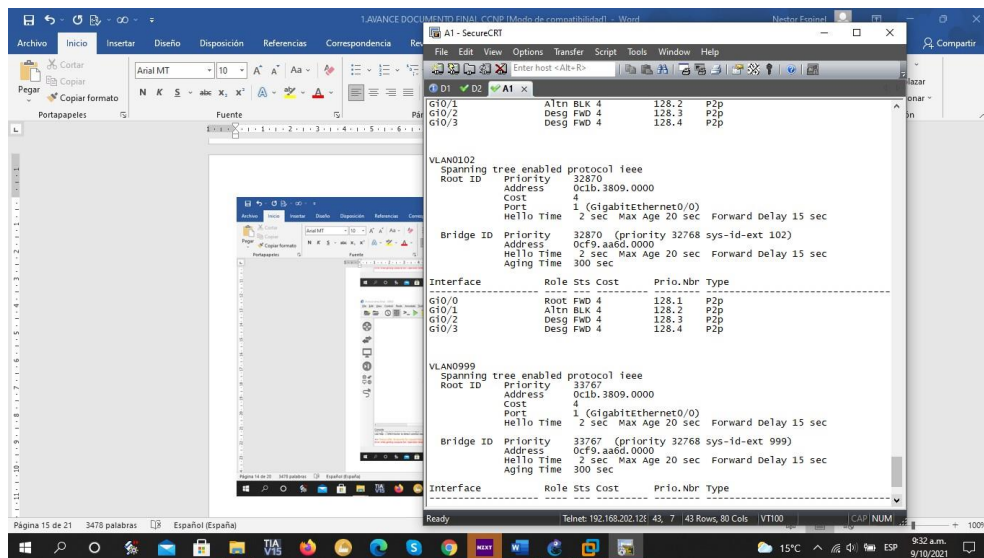 1.AVANCE DOCUMENTO FINAL CCNP [Modo de compatibilidad] - Word
Nestor Espinel
Archivo Inicio Insertar Diseño Disposición Referencias Correspondencia
Compartir
Pegar
Cortar
Copiar
Copiar formato
Portapapeles
Arial MT 10
N K S abc X₂ X²
Fuente
A1 - SecureCRT
File Edit View Options Transfer Script Tools Window Help
Enter host <Alt+R>
D1 D2 A1
Gi0/1 Altn BLK 4 128.2 P2p
Gi0/2 Desg FWD 4 128.3 P2p
Gi0/3 Desg FWD 4 128.4 P2p
VLAN0102
Spanning tree enabled protocol ieee
Root ID Priority 32870
Address 0c1b.3809.0000
Cost 4
Port 1 (GigabitEthernet0/0)
Hello Time 2 sec Max Age 20 sec Forward Delay 15 sec
Bridge ID Priority 32870 (priority 32768 sys-id-ext 102)
Address 0cf9.aa6d.0000
Hello Time 2 sec Max Age 20 sec Forward Delay 15 sec
Aging Time 300 sec
Interface Role Sts Cost Prio.Nbr Type
------------------- ---- --- --------- -------- --------------------------------
Gi0/0 Root FWD 4 128.1 P2p
Gi0/1 Altn BLK 4 128.2 P2p
Gi0/2 Desg FWD 4 128.3 P2p
Gi0/3 Desg FWD 4 128.4 P2p
VLAN0999
Spanning tree enabled protocol ieee
Root ID Priority 33767
Address 0c1b.3809.0000
Cost 4
Port 1 (GigabitEthernet0/0)
Hello Time 2 sec Max Age 20 sec Forward Delay 15 sec
Bridge ID Priority 33767 (priority 32768 sys-id-ext 999)
Address 0cf9.aa6d.0000
Hello Time 2 sec Max Age 20 sec Forward Delay 15 sec
Aging Time 300 sec
Interface Role Sts Cost Prio.Nbr Type
------------------- ---- --- --------- -------- --------------------------------
Ready Telnet: 192.168.202.128 43, 7 43 Rows, 80 Cols VT100 CAP NUM
Página 15 de 21 3478 palabras Español (España)
100%
15°C ESP 9:32 a.m.
9/10/2021